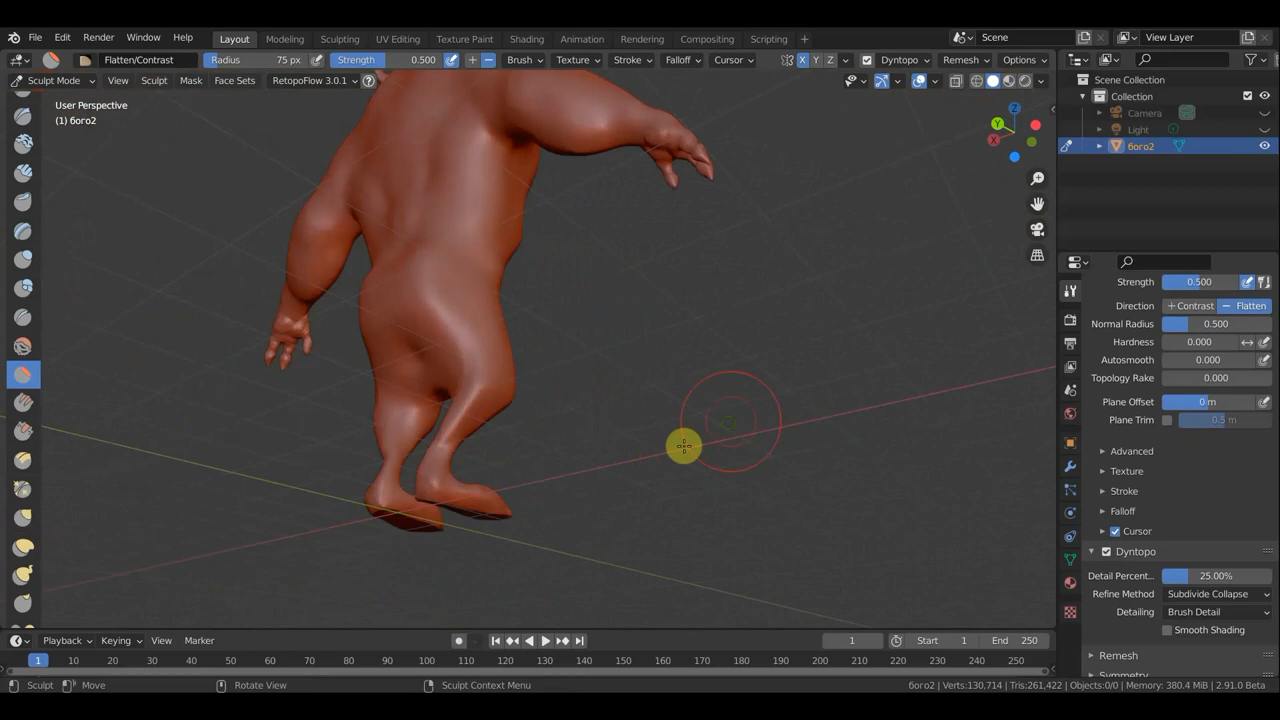 File Edit Render Window Help Layout Modeling Sculpting UV Editing Texture Paint Shading Animation Rendering Compositing Scripting + Scene View Layer
Flatten/Contrast Radius 75 px Strength 0.500 Brush Texture Stroke Falloff Cursor X Y Z Dyntopo Remesh Options
Sculpt Mode View Sculpt Mask Face Sets RetopoFlow 3.0.1
Scene Collection
Collection
Camera
Light
бого2
User Perspective
(1) бого2
Z
Y
X
Strength 0.500
Direction + Contrast − Flatten
Normal Radius 0.500
Hardness 0.000
Autosmooth 0.000
Topology Rake 0.000
Plane Offset 0 m
Plane Trim 0.5 m
Advanced
Texture
Stroke
Falloff
Cursor
Dyntopo
Detail Percent... 25.00%
Refine Method Subdivide Collapse
Detailing Brush Detail
Smooth Shading
Remesh
Symmetry
Playback Keying View Marker 1 Start 1 End 250
1 10 20 30 40 50 60 70 80 90 100 110 120 130 140 150 160 170 180 190 200 210 220 230 240 250
Sculpt Move Rotate View Sculpt Context Menu бого2 | Verts:130,714 | Tris:261,422 | Objects:0/0 | Memory: 380.4 MiB | 2.91.0 Beta